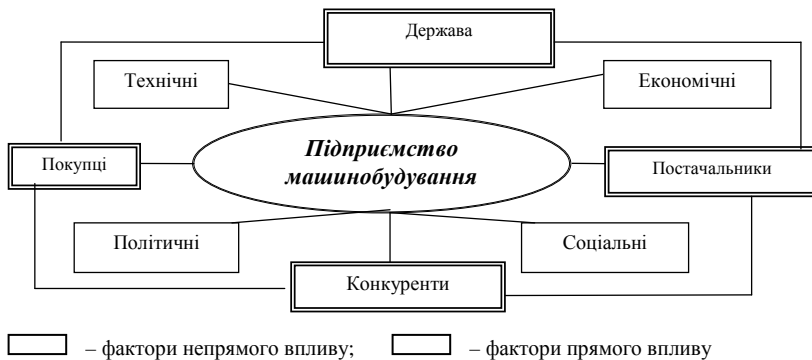 Держава
Технічні
Економічні
Підприємство
машинобудування
Покупці
Постачальники
Політичні
Соціальні
Конкуренти
– фактори непрямого впливу; – фактори прямого впливу